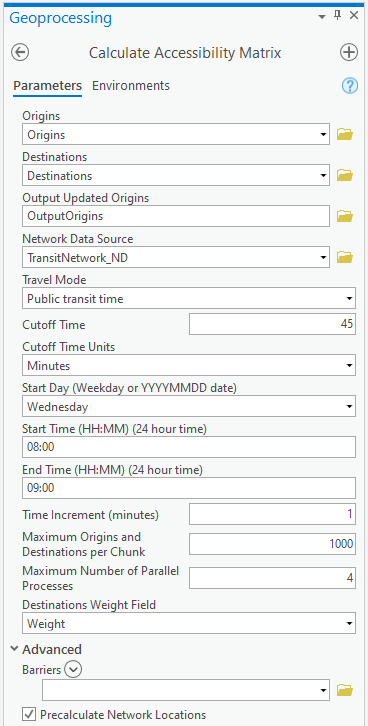 Geoprocessing
Calculate Accessibility Matrix
Parameters Environments
Origins
Origins
Destinations
Destinations
Output Updated Origins
OutputOrigins
Network Data Source
TransitNetwork_ND
Travel Mode
Public transit time
Cutoff Time 45
Cutoff Time Units
Minutes
Start Day (Weekday or YYYYMMDD date)
Wednesday
Start Time (HH:MM) (24 hour time)
08:00
End Time (HH:MM) (24 hour time)
09:00
Time Increment (minutes) 1
Maximum Origins and
Destinations per Chunk 1000
Maximum Number of Parallel
Processes 4
Destinations Weight Field
Weight
Advanced
Barriers
Precalculate Network Locations